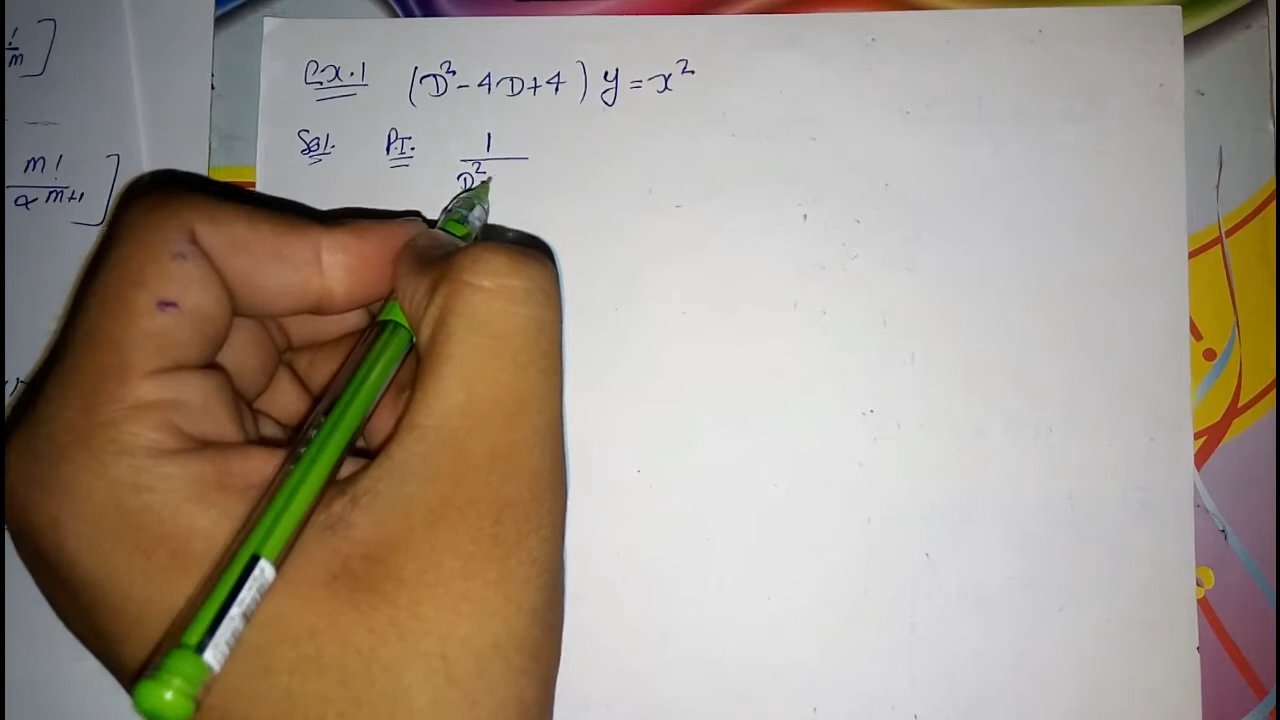 !/m ]
m!/α^m+1 ]
Ex.1 (D²-4D+4) y = x²
Sol. P.I. 1/D²